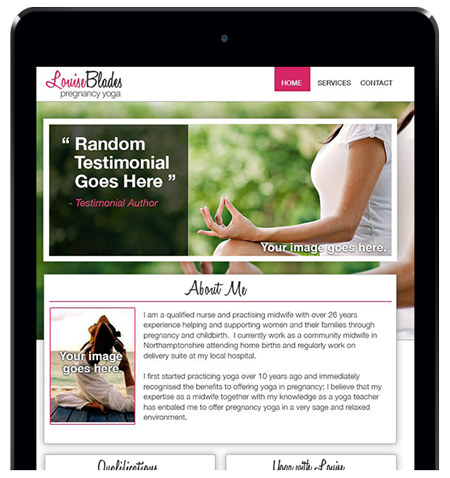 LouiseBlades
pregnancy yoga
HOME SERVICES CONTACT
“ Random
Testimonial
Goes Here ”
- Testimonial Author
Your image goes here.
About Me
Your image
goes here.
I am a qualified nurse and practising midwife with over 26 years
experience helping and supporting women and their families through
pregnancy and childbirth.  I currently work as a community midwife in
Northamptonshire attending home births and regularly work on
delivery suite at my local hospital.
I first started practicing yoga over 10 years ago and immediately
recognised the benefits to offering yoga in pregnancy; I believe that my
expertise as a midwife together with my knowledge as a yoga teacher
has enbaled me to offer pregnancy yoga in a very sage and relaxed
environment.
Qualifications
Yoga with Louise